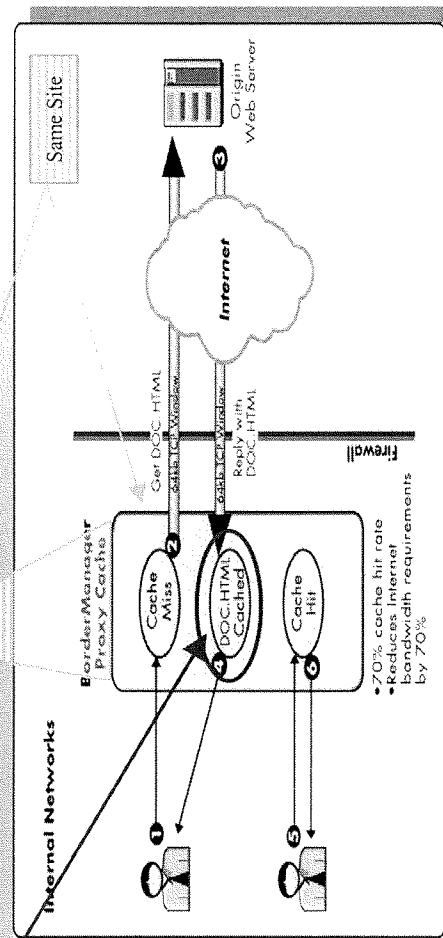 Internal Networks
BorderManager
Proxy Cache
Same Site
1
Cache
Miss
2
Get DOC.HTML
64kb TCP Window
Origin
Web Server
Internet
3
64kb TCP Window
Reply with
DOC.HTML
4
DOC.HTML
Cached
5
Cache
Hit
6
Firewall
•70% cache hit rate
•Reduces Internet
bandwidth requirements
by 70%